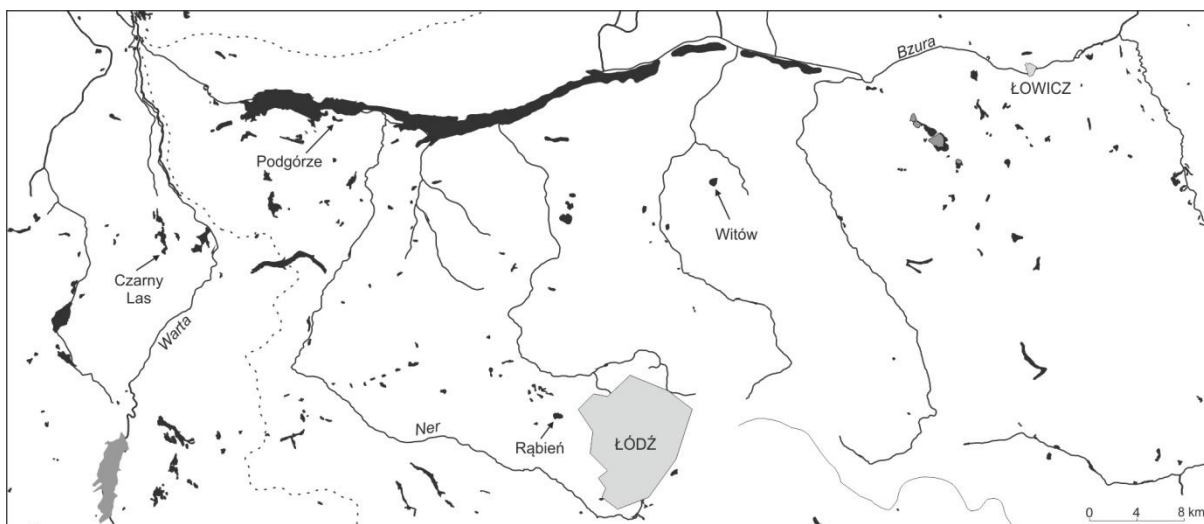 Bzura
ŁOWICZ
Podgórze
Witów
Czarny
Las
Warta
Ner
Rąbień
ŁÓDŹ
0 4 8 km